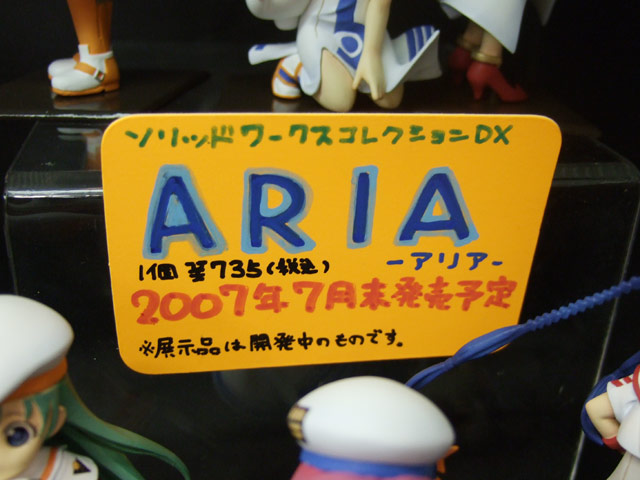 ソリッドワークスコレクションDX
ARIA
1個 ¥735(税込)
-アリア-
2007年7月末発売予定
※展示品は開発中のものです。